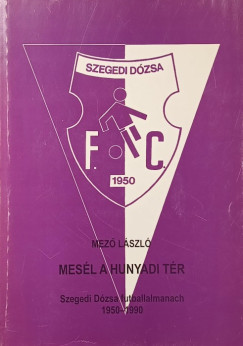 SZEGEDI DÓZSA
F. C.
1950
MEZŐ LÁSZLÓ
MESÉL A HUNYADI TÉR
Szegedi Dózsa futballalmanach
1950-1990